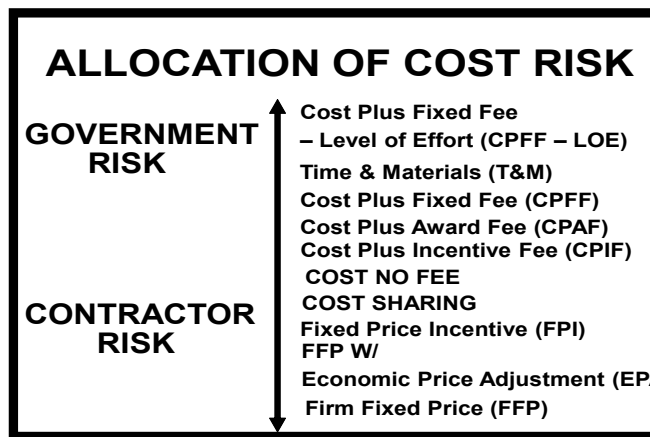 ALLOCATION OF COST RISK
GOVERNMENT
RISK
CONTRACTOR
RISK
Cost Plus Fixed Fee
– Level of Effort (CPFF – LOE)
Time & Materials (T&M)
Cost Plus Fixed Fee (CPFF)
Cost Plus Award Fee (CPAF)
Cost Plus Incentive Fee (CPIF)
COST NO FEE
COST SHARING
Fixed Price Incentive (FPI)
FFP W/
Economic Price Adjustment (EPA
Firm Fixed Price (FFP)